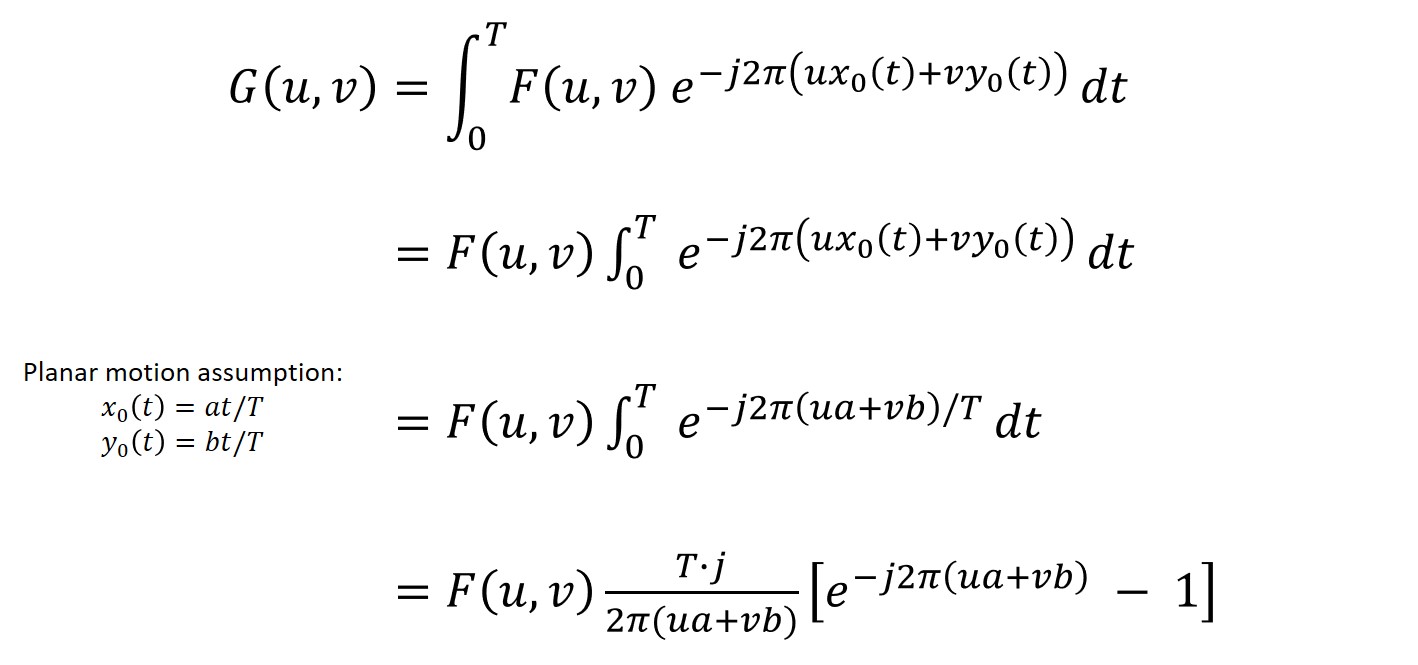 G(u, v) = ∫₀ᵀ F(u, v) e^{−j2π(ux₀(t)+vy₀(t))} dt
= F(u, v) ∫₀ᵀ e^{−j2π(ux₀(t)+vy₀(t))} dt
Planar motion assumption:
x₀(t) = at/T
y₀(t) = bt/T
= F(u, v) ∫₀ᵀ e^{−j2π(ua+vb)/T} dt
= F(u, v) \frac{T·j}{2π(ua+vb)} [e^{−j2π(ua+vb)} − 1]